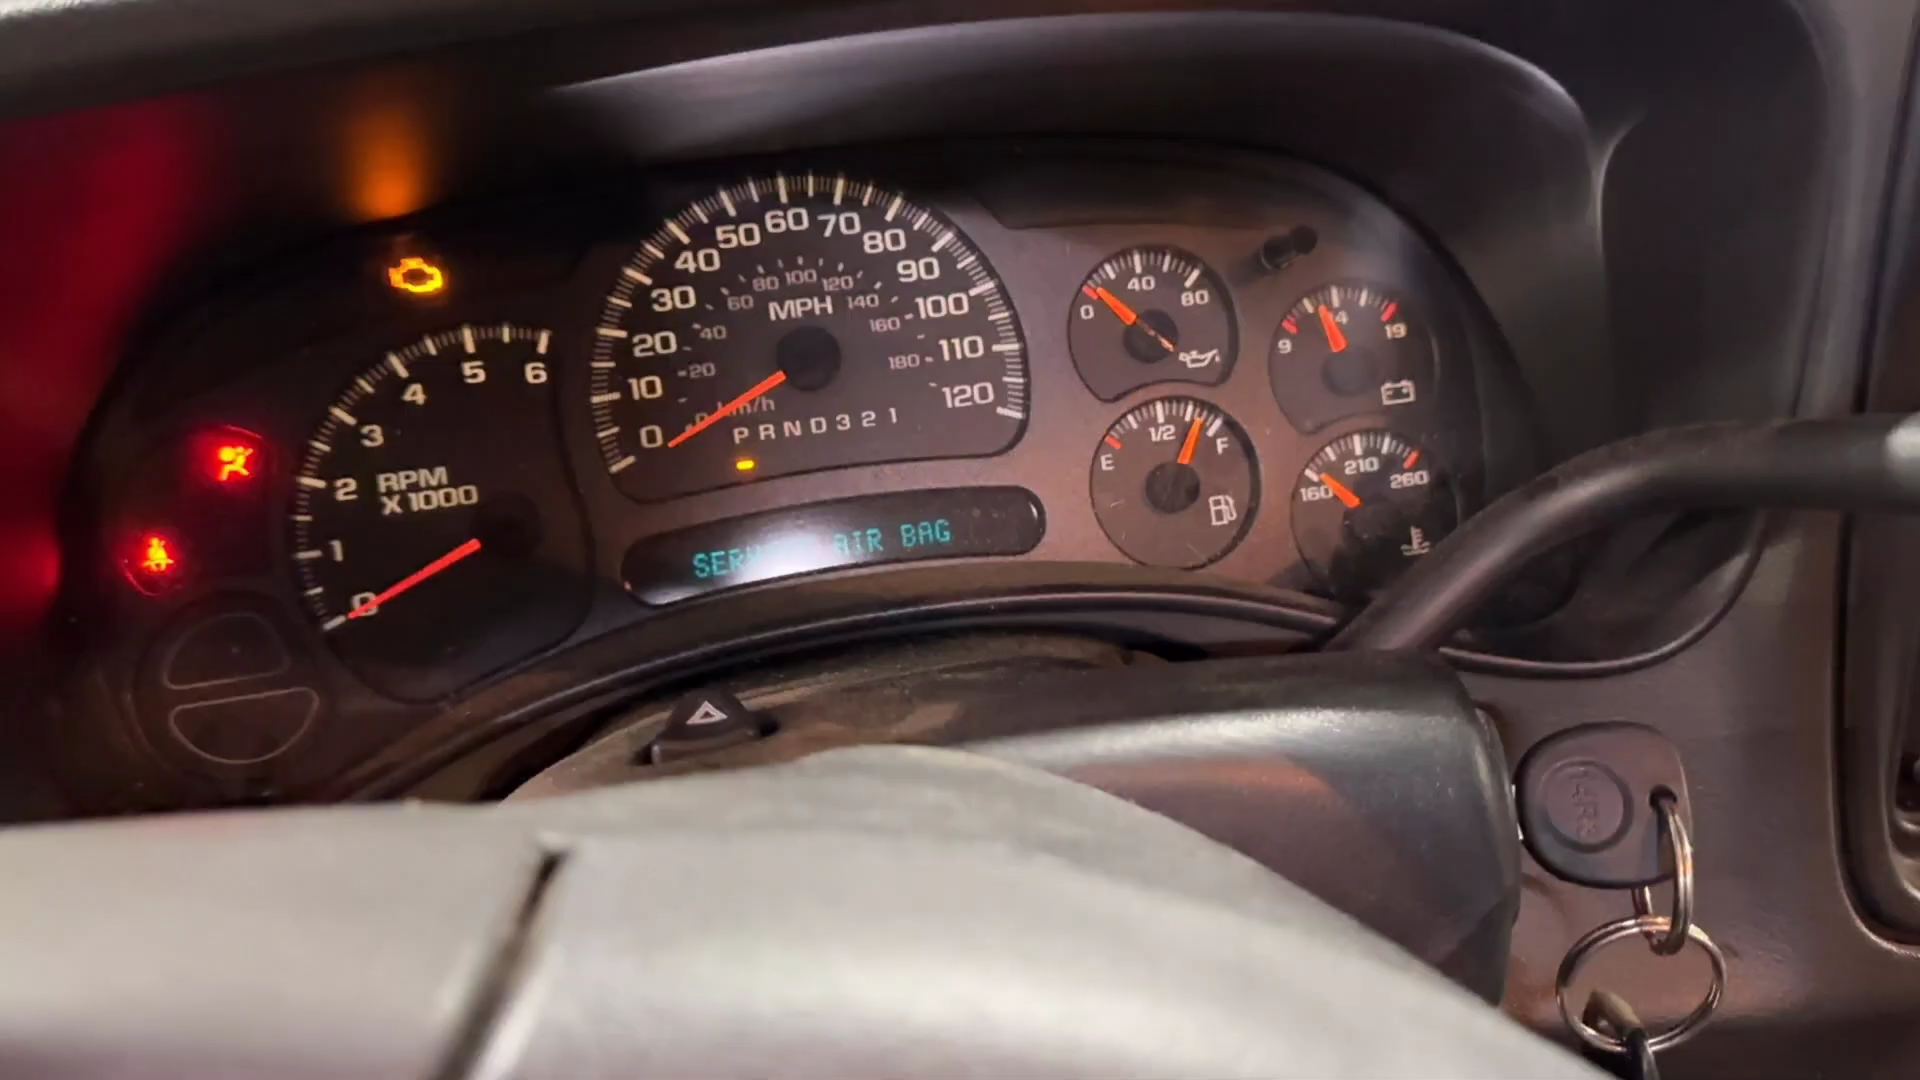 0 1 2 3 4 5 6
RPM
X1000
0 10 20 30 40 50 60 70 80 90 100 110 120
20 40 60 80 100 120 140 160 180
MPH
km/h
PRND321
AIR BAG
0 40 80
9 19
E 1/2 F
160 210 260